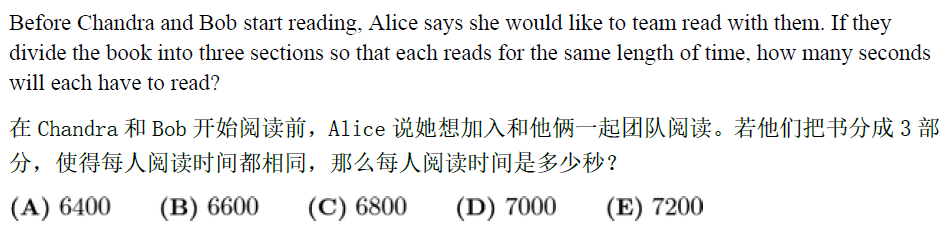 Before Chandra and Bob start reading, Alice says she would like to team read with them. If they
divide the book into three sections so that each reads for the same length of time, how many seconds
will each have to read?
在 Chandra 和 Bob 开始阅读前，Alice 说她想加入和他俩一起团队阅读。若他们把书分成 3 部
分，使得每人阅读时间都相同，那么每人阅读时间是多少秒？
(A) 6400 (B) 6600 (C) 6800 (D) 7000 (E) 7200